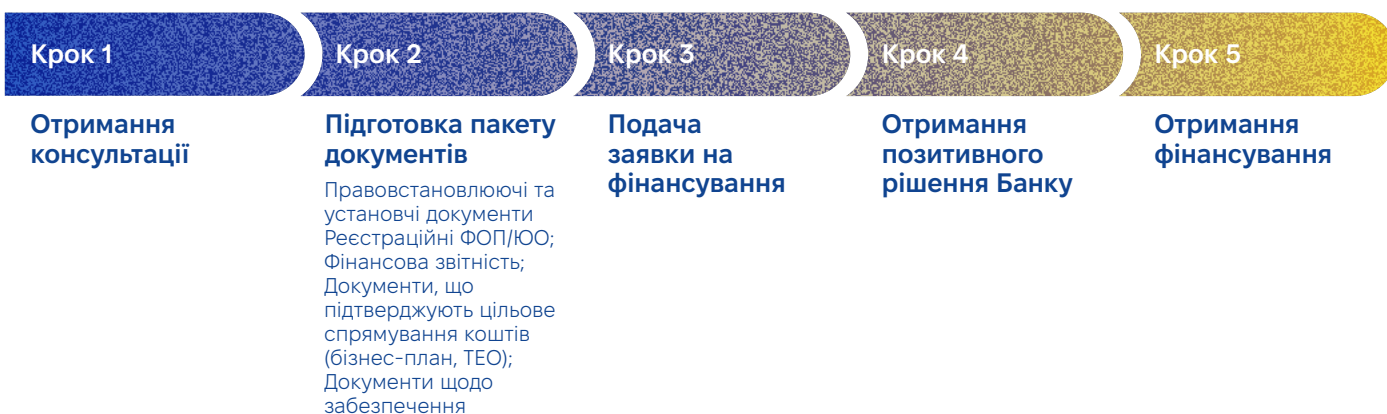 Крок 1
Крок 2
Крок 3
Крок 4
Крок 5
Отримання
консультації
Підготовка пакету
документів
Правовстановлюючі та
установчі документи
Реєстраційні ФОП/ЮО;
Фінансова звітність;
Документи, що
підтверджують цільове
спрямування коштів
(бізнес-план, ТЕО);
Документи щодо
забезпечення
Подача
заявки на
фінансування
Отримання
позитивного
рішення Банку
Отримання
фінансування